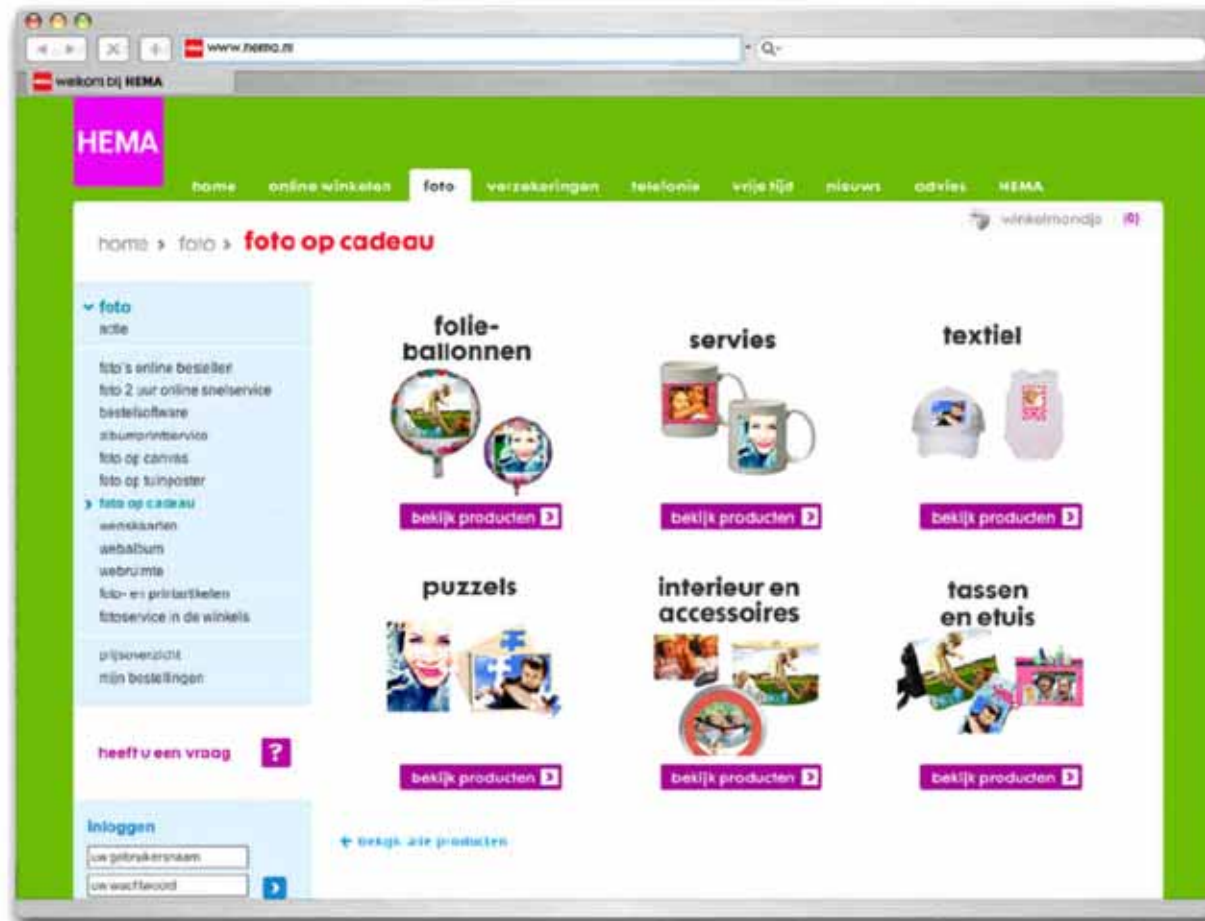 www.hema.nl
welkom bij HEMA
HEMA
home online winkelen foto verzekeringen telefonie vrije tijd nieuws advies HEMA
winkelmandje (0)
home > foto > foto op cadeau
foto
actie
foto's online bestellen
foto 2 uur online snelservice
bestelsoftware
albumprintservice
foto op canvas
foto op tuinposter
foto op cadeau
wenskaarten
webalbum
webruimte
foto- en printartikelen
fotoservice in de winkels
prijsoverzicht
mijn bestellingen
heeft u een vraag ?
Inloggen
uw gebruikersnaam
uw wachtwoord
folie-
ballonnen
bekijk producten
servies
bekijk producten
textiel
bekijk producten
puzzels
bekijk producten
interieur en
accessoires
bekijk producten
tassen
en etuis
bekijk producten
bekijk alle producten